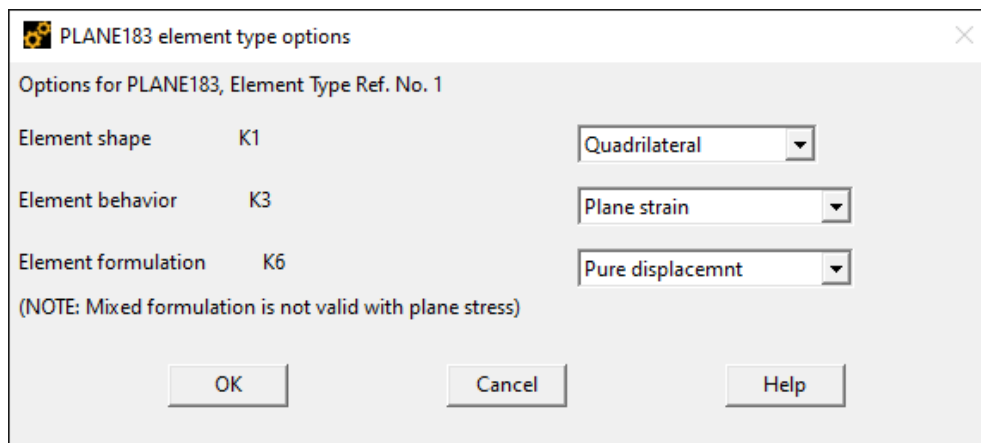 PLANE183 element type options
Options for PLANE183, Element Type Ref. No. 1
Element shape K1 Quadrilateral
Element behavior K3 Plane strain
Element formulation K6 Pure displacemnt
(NOTE: Mixed formulation is not valid with plane stress)
OK Cancel Help